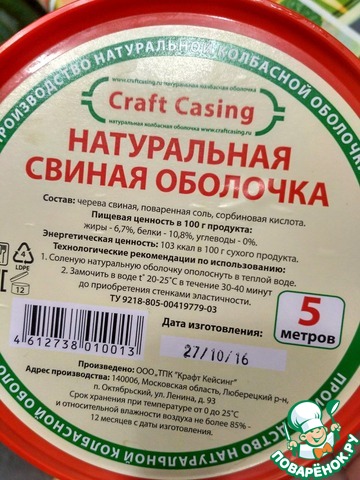 ПРОИЗВОДСТВО НАТУРАЛЬНОЙ КОЛБАСНОЙ ОБОЛОЧ
www.craftcasing.ru натуральная колбасная оболочка
Craft Casing
натуральная колбасная оболочка www.craftcasing.ru
НАТУРАЛЬНАЯ
СВИНАЯ ОБОЛОЧКА
Состав: черева свиная, поваренная соль, сорбиновая кислота.
Пищевая ценность в 100 г продукта:
жиры - 6,7%, белки - 10,8%, углеводы - 0%.
Энергетическая ценность - 103 ккал в 100 г сухого продукта.
Технологические рекомендации по использованию:
1. Соленую натуральную оболочку ополоснуть в теплой воде.
2. Замочить в воде t° 20-25°С в течение 30-40 минут
до приобретения стенками эластичности.
ТУ 9218-805-00419779-03
4
LDPE
12
4 612738 010013
Дата изготовления:
27/10/16
5
метров
Произведено: ООО„ТПК "Крафт Кейсинг"
Адрес производства: 140006, Московская область, Люберецкий р-н,
п. Октябрьский, ул. Ленина, д. 93
Срок хранения при температуре от 0 до 25°С
и относительной влажности воздуха не более 85% -
12 месяцев с даты изготовления
СТВО НАТУРАЛЬНОЙ КОЛБАСНОЙ ОБОЛО
ПОВАРЁНОК.РУ